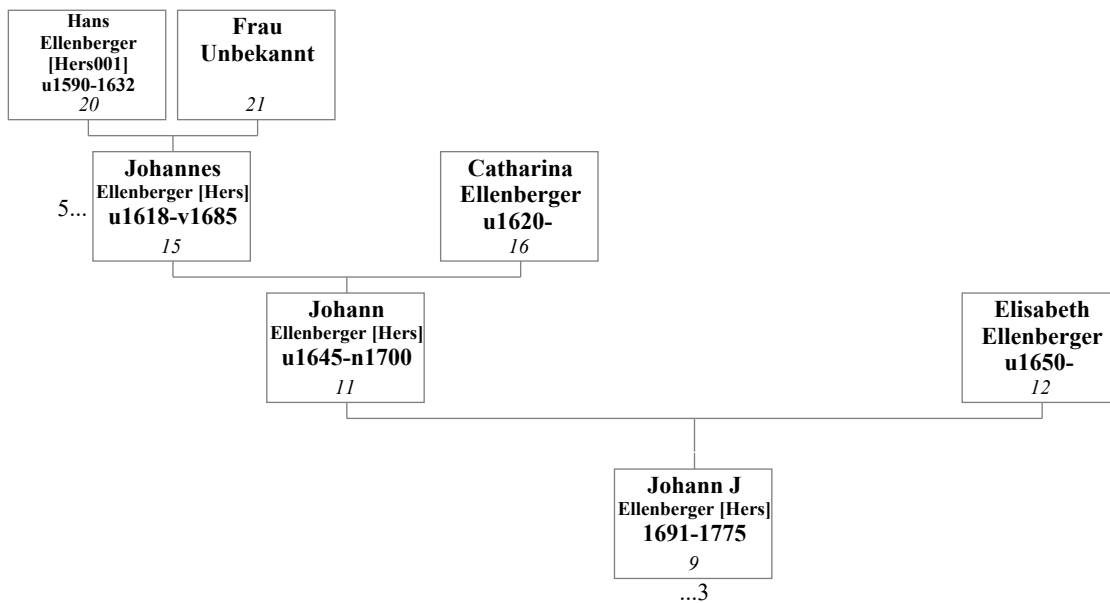 Hans
Ellenberger
[Hers001]
u1590-1632
20
Frau
Unbekannt
21
5...
Johannes
Ellenberger [Hers]
u1618-v1685
15
Catharina
Ellenberger
u1620-
16
Johann
Ellenberger [Hers]
u1645-n1700
11
Elisabeth
Ellenberger
u1650-
12
Johann J
Ellenberger [Hers]
1691-1775
9
...3